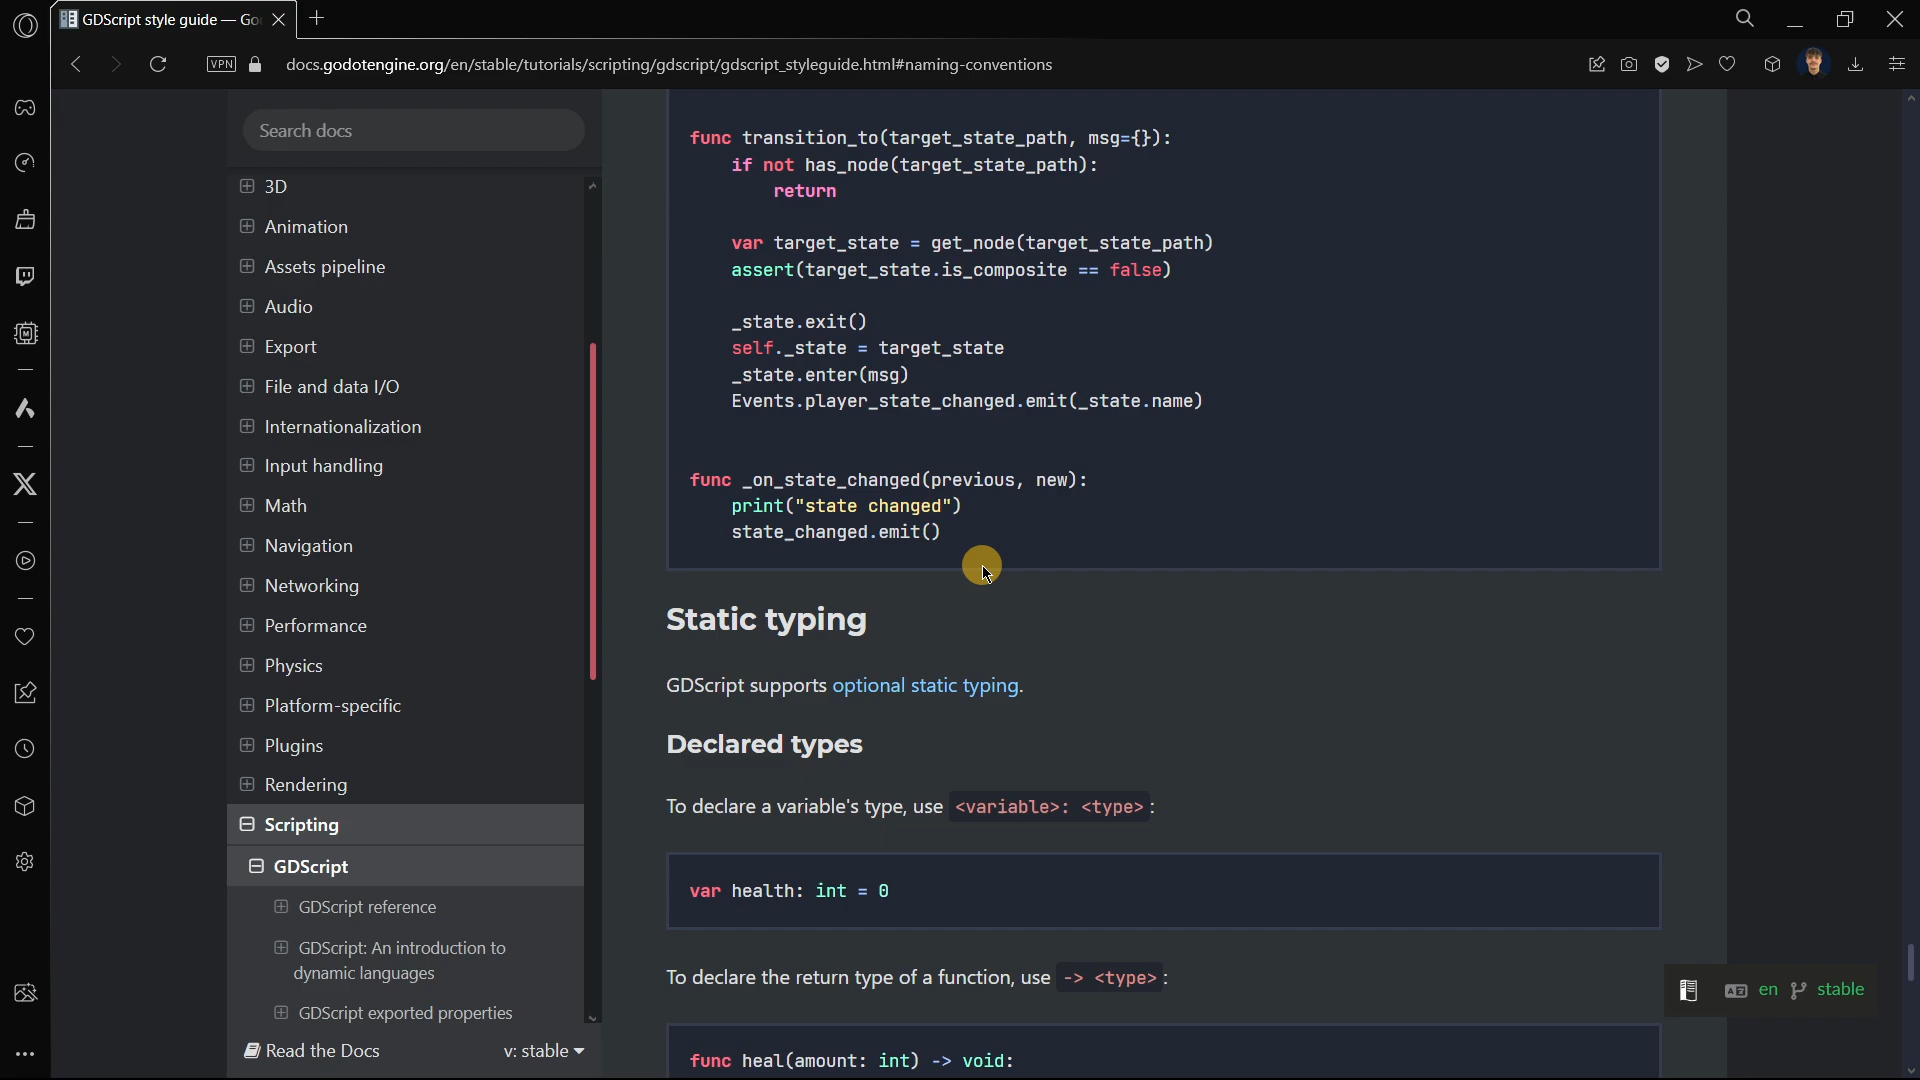 GDScript style guide — Go
VPN
docs.godotengine.org/en/stable/tutorials/scripting/gdscript/gdscript_styleguide.html#naming-conventions
Search docs
3D
Animation
Assets pipeline
Audio
Export
File and data I/O
Internationalization
Input handling
Math
Navigation
Networking
Performance
Physics
Platform-specific
Plugins
Rendering
Scripting
GDScript
GDScript reference
GDScript: An introduction to
dynamic languages
GDScript exported properties
Read the Docs
v: stable
func transition_to(target_state_path, msg={}):
if not has_node(target_state_path):
return
var target_state = get_node(target_state_path)
assert(target_state.is_composite == false)
_state.exit()
self._state = target_state
_state.enter(msg)
Events.player_state_changed.emit(_state.name)
func _on_state_changed(previous, new):
print("state changed")
state_changed.emit()
Static typing
GDScript supports optional static typing.
Declared types
To declare a variable's type, use <variable>: <type> :
var health: int = 0
To declare the return type of a function, use -> <type> :
func heal(amount: int) -> void:
en
stable